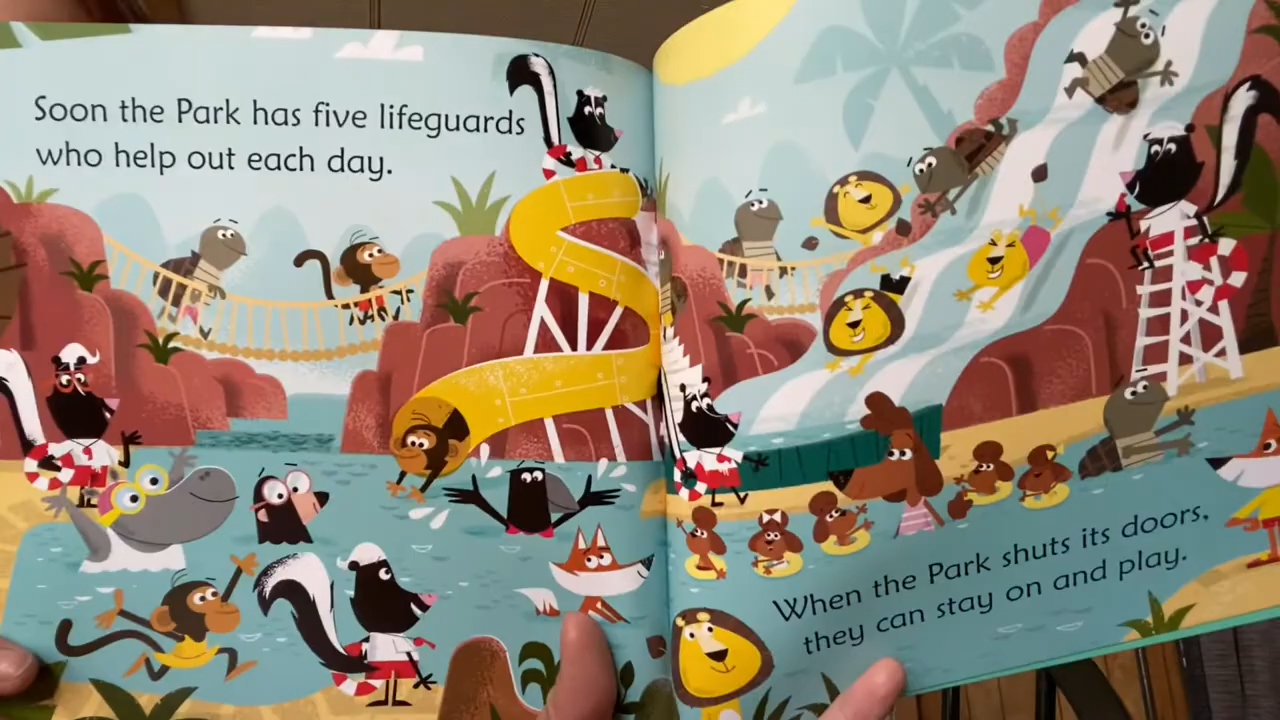 Soon the Park has five lifeguards
who help out each day.
When the Park shuts its doors,
they can stay on and play.